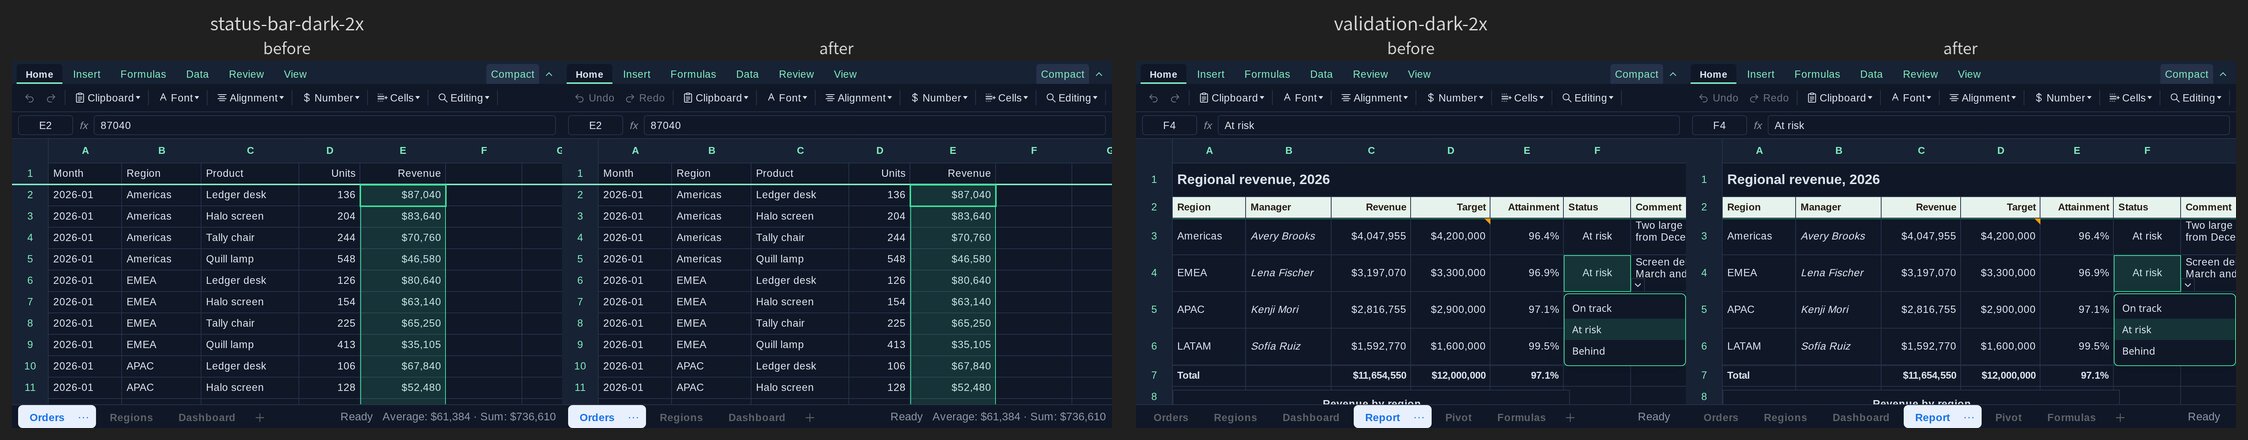 status-bar-dark-2x
before after
Home Insert Formulas Data Review View Compact
Clipboard Font Alignment $ Number Cells Editing
E2 fx 87040
A B C D E F G
1 Month Region Product Units Revenue
2 2026-01 Americas Ledger desk 136 $87,040
3 2026-01 Americas Halo screen 204 $83,640
4 2026-01 Americas Tally chair 244 $70,760
5 2026-01 Americas Quill lamp 548 $46,580
6 2026-01 EMEA Ledger desk 126 $80,640
7 2026-01 EMEA Halo screen 154 $63,140
8 2026-01 EMEA Tally chair 225 $65,250
9 2026-01 EMEA Quill lamp 413 $35,105
10 2026-01 APAC Ledger desk 106 $67,840
11 2026-01 APAC Halo screen 128 $52,480
Orders ··· Regions Dashboard + Ready Average: $61,384 · Sum: $736,610
Home Insert Formulas Data Review View Compact
Undo Redo Clipboard Font Alignment $ Number Cells Editing
E2 fx 87040
A B C D E F G
1 Month Region Product Units Revenue
2 2026-01 Americas Ledger desk 136 $87,040
3 2026-01 Americas Halo screen 204 $83,640
4 2026-01 Americas Tally chair 244 $70,760
5 2026-01 Americas Quill lamp 548 $46,580
6 2026-01 EMEA Ledger desk 126 $80,640
7 2026-01 EMEA Halo screen 154 $63,140
8 2026-01 EMEA Tally chair 225 $65,250
9 2026-01 EMEA Quill lamp 413 $35,105
10 2026-01 APAC Ledger desk 106 $67,840
11 2026-01 APAC Halo screen 128 $52,480
Orders ··· Regions Dashboard + Ready Average: $61,384 · Sum: $736,610
validation-dark-2x
before after
Home Insert Formulas Data Review View Compact
Clipboard Font Alignment $ Number Cells Editing
F4 fx At risk
A B C D E F
1 Regional revenue, 2026
2 Region Manager Revenue Target Attainment Status Comment
3 Americas Avery Brooks $4,047,955 $4,200,000 96.4% At risk Two large
from Dece
4 EMEA Lena Fischer $3,197,070 $3,300,000 96.9% At risk Screen de
March and
5 APAC Kenji Mori $2,816,755 $2,900,000 97.1% On track
At risk
6 LATAM Sofía Ruiz $1,592,770 $1,600,000 99.5% Behind
7 Total $11,654,550 $12,000,000 97.1%
8 Revenue by region
Orders Regions Dashboard Report ··· Pivot Formulas + Ready
Home Insert Formulas Data Review View Compact
Undo Redo Clipboard Font Alignment $ Number Cells Editing
F4 fx At risk
A B C D E F
1 Regional revenue, 2026
2 Region Manager Revenue Target Attainment Status Comment
3 Americas Avery Brooks $4,047,955 $4,200,000 96.4% At risk Two large
from Dece
4 EMEA Lena Fischer $3,197,070 $3,300,000 96.9% At risk Screen de
March and
5 APAC Kenji Mori $2,816,755 $2,900,000 97.1% On track
At risk
6 LATAM Sofía Ruiz $1,592,770 $1,600,000 99.5% Behind
7 Total $11,654,550 $12,000,000 97.1%
8 Revenue by region
Orders Regions Dashboard Report ··· Pivot Formulas + Ready